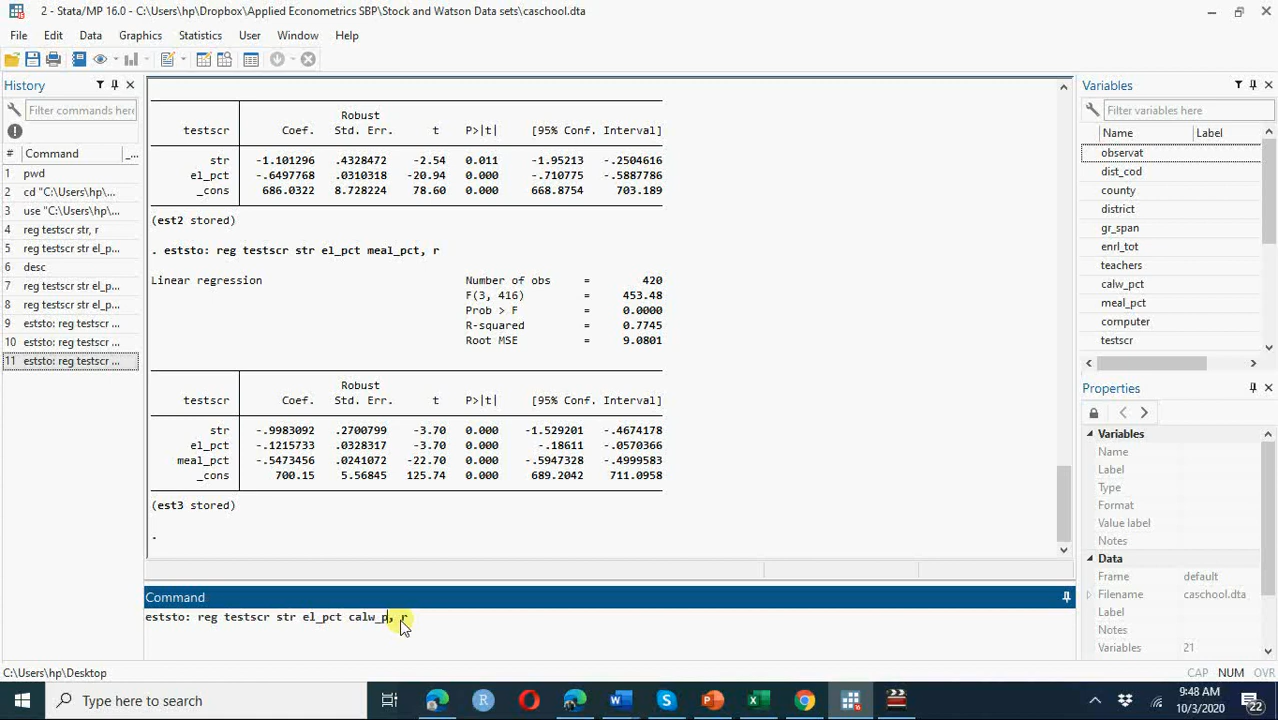 2 - Stata/MP 16.0 - C:\Users\hp\Dropbox\Applied Econometrics SBP\Stock and Watson Data sets\caschool.dta
File Edit Data Graphics Statistics User Window Help
History
Filter commands here
# Command
1 pwd
2 cd "C:\Users\hp\...
3 use "C:\Users\hp\...
4 reg testscr str, r
5 reg testscr str el_p...
6 desc
7 reg testscr str el_p...
8 reg testscr str el_p...
9 eststo: reg testscr ...
10 eststo: reg testscr ...
11 eststo: reg testscr ...
Robust
testscr Coef. Std. Err. t P>|t| [95% Conf. Interval]
str -1.101296 .4328472 -2.54 0.011 -1.95213 -.2504616
el_pct -.6497768 .0310318 -20.94 0.000 -.710775 -.5887786
_cons 686.0322 8.728224 78.60 0.000 668.8754 703.189
(est2 stored)
. eststo: reg testscr str el_pct meal_pct, r
Linear regression Number of obs = 420
F(3, 416) = 453.48
Prob > F = 0.0000
R-squared = 0.7745
Root MSE = 9.0801
Robust
testscr Coef. Std. Err. t P>|t| [95% Conf. Interval]
str -.9983092 .2700799 -3.70 0.000 -1.529201 -.4674178
el_pct -.1215733 .0328317 -3.70 0.000 -.18611 -.0570366
meal_pct -.5473456 .0241072 -22.70 0.000 -.5947328 -.4999583
_cons 700.15 5.56845 125.74 0.000 689.2042 711.0958
(est3 stored)
.
Command
eststo: reg testscr str el_pct calw_p, r
Variables
Filter variables here
Name Label
observat
dist_cod
county
district
gr_span
enrl_tot
teachers
calw_pct
meal_pct
computer
testscr
Properties
Variables
Name
Label
Type
Format
Value label
Notes
Data
Frame default
Filename caschool.dta
Label
Notes
Variables 21
C:\Users\hp\Desktop
CAP NUM OVR
Type here to search
9:48 AM
10/3/2020
22